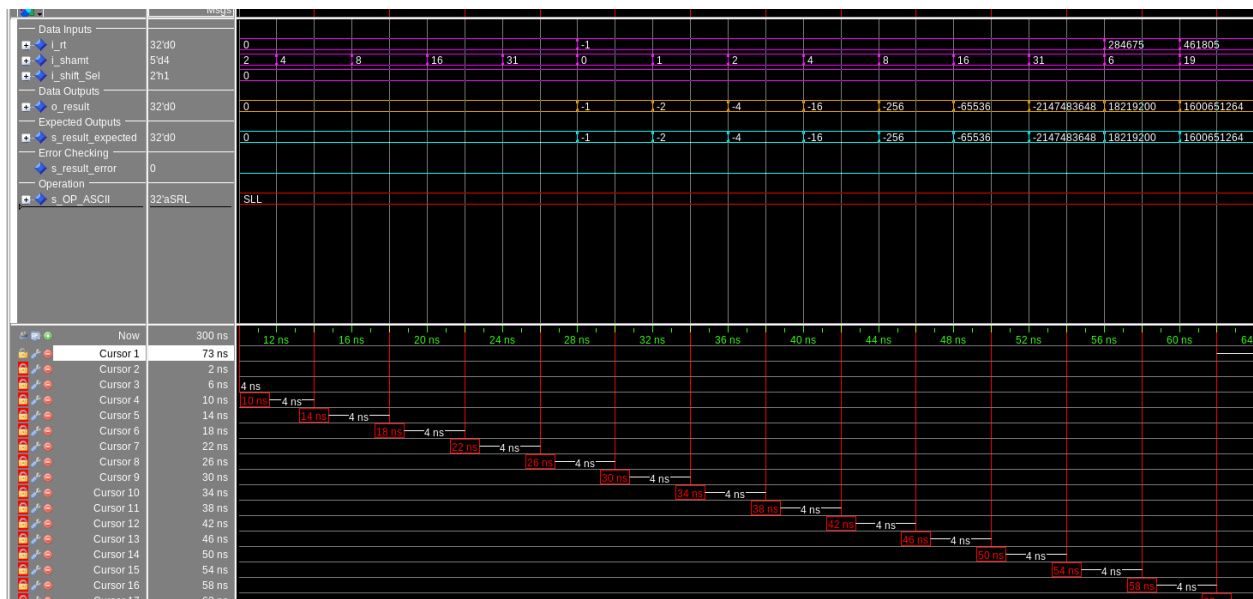 Msgs
Data Inputs
i_rt 32'd0 0 -1 284675 461805
i_shamt 5'd4 2 4 8 16 31 0 1 2 4 8 16 31 6 19
i_shift_Sel 2'h1 0
Data Outputs
o_result 32'd0 0 -1 -2 -4 -16 -256 -65536 -2147483648 18219200 1600651264
Expected Outputs
s_result_expected 32'd0 0 -1 -2 -4 -16 -256 -65536 -2147483648 18219200 1600651264
Error Checking
s_result_error 0
Operation
s_OP_ASCII 32'aSRL SLL
Now 300 ns 12 ns 16 ns 20 ns 24 ns 28 ns 32 ns 36 ns 40 ns 44 ns 48 ns 52 ns 56 ns 60 ns 64
Cursor 1 73 ns
Cursor 2 2 ns
Cursor 3 6 ns 4 ns
Cursor 4 10 ns 10 ns 4 ns
Cursor 5 14 ns 14 ns 4 ns
Cursor 6 18 ns 18 ns 4 ns
Cursor 7 22 ns 22 ns 4 ns
Cursor 8 26 ns 26 ns 4 ns
Cursor 9 30 ns 30 ns 4 ns
Cursor 10 34 ns 34 ns 4 ns
Cursor 11 38 ns 38 ns 4 ns
Cursor 12 42 ns 42 ns 4 ns
Cursor 13 46 ns 46 ns 4 ns
Cursor 14 50 ns 50 ns 4 ns
Cursor 15 54 ns 54 ns 4 ns
Cursor 16 58 ns 58 ns 4 ns